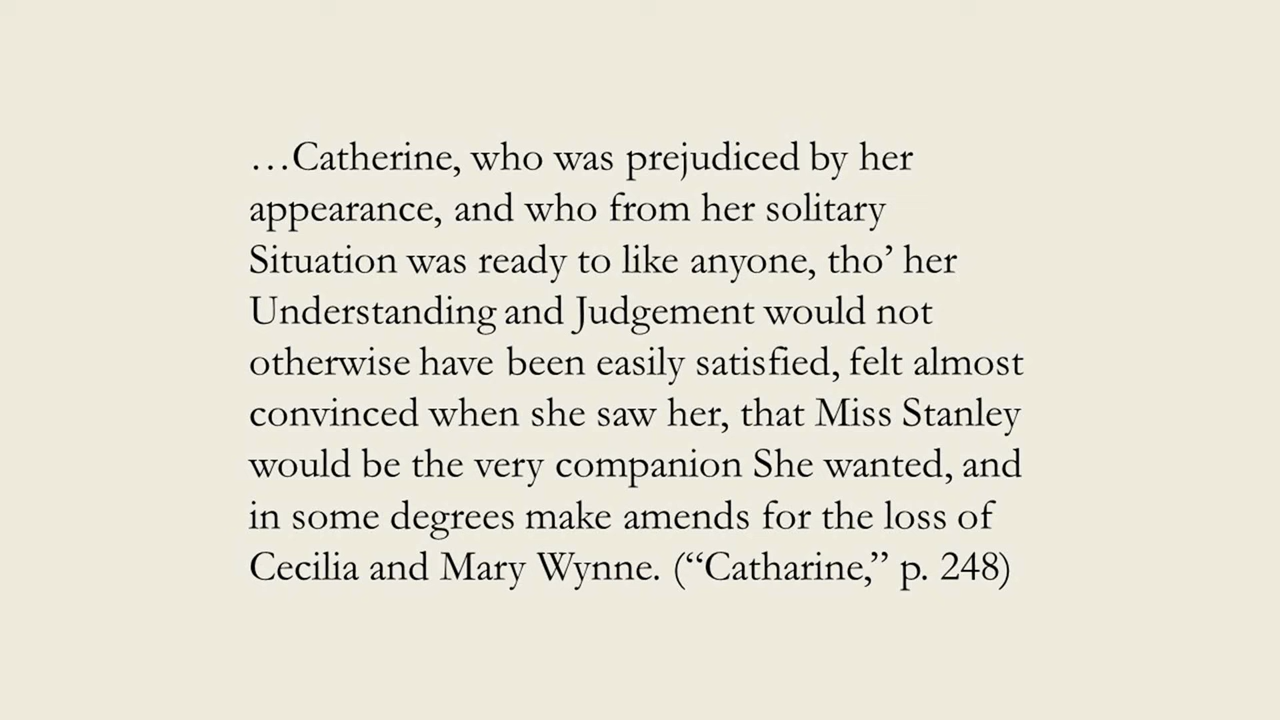 …Catherine, who was prejudiced by her
appearance, and who from her solitary
Situation was ready to like anyone, tho’ her
Understanding and Judgement would not
otherwise have been easily satisfied, felt almost
convinced when she saw her, that Miss Stanley
would be the very companion She wanted, and
in some degrees make amends for the loss of
Cecilia and Mary Wynne. (“Catharine,” p. 248)